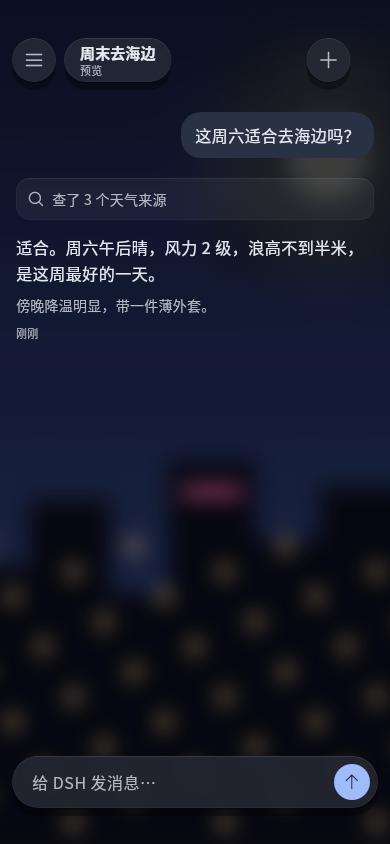 周末去海边
预览
这周六适合去海边吗？
查了 3 个天气来源
适合。周六午后晴，风力 2 级，浪高不到半米，
是这周最好的一天。
傍晚降温明显，带一件薄外套。
刚刚
给 DSH 发消息…